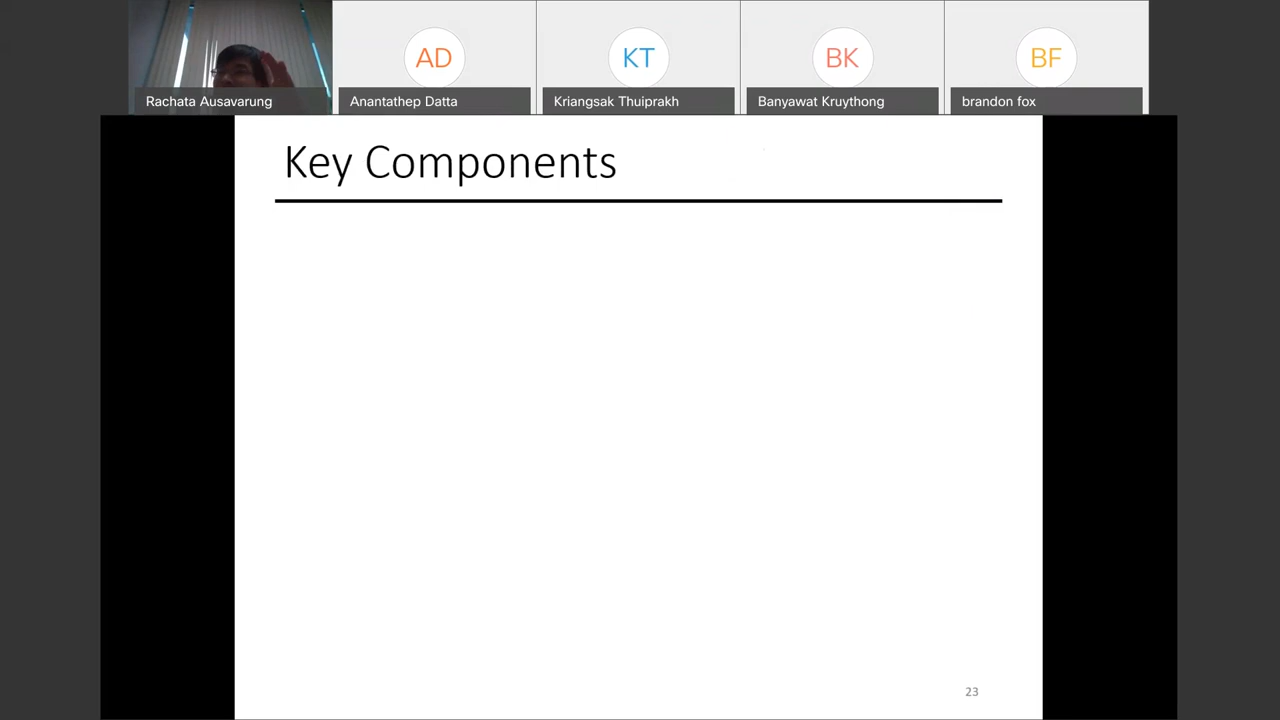 AD
KT
BK
BF
Rachata Ausavarung
Anantathep Datta
Kriangsak Thuiprakh
Banyawat Kruythong
brandon fox
Key Components
23